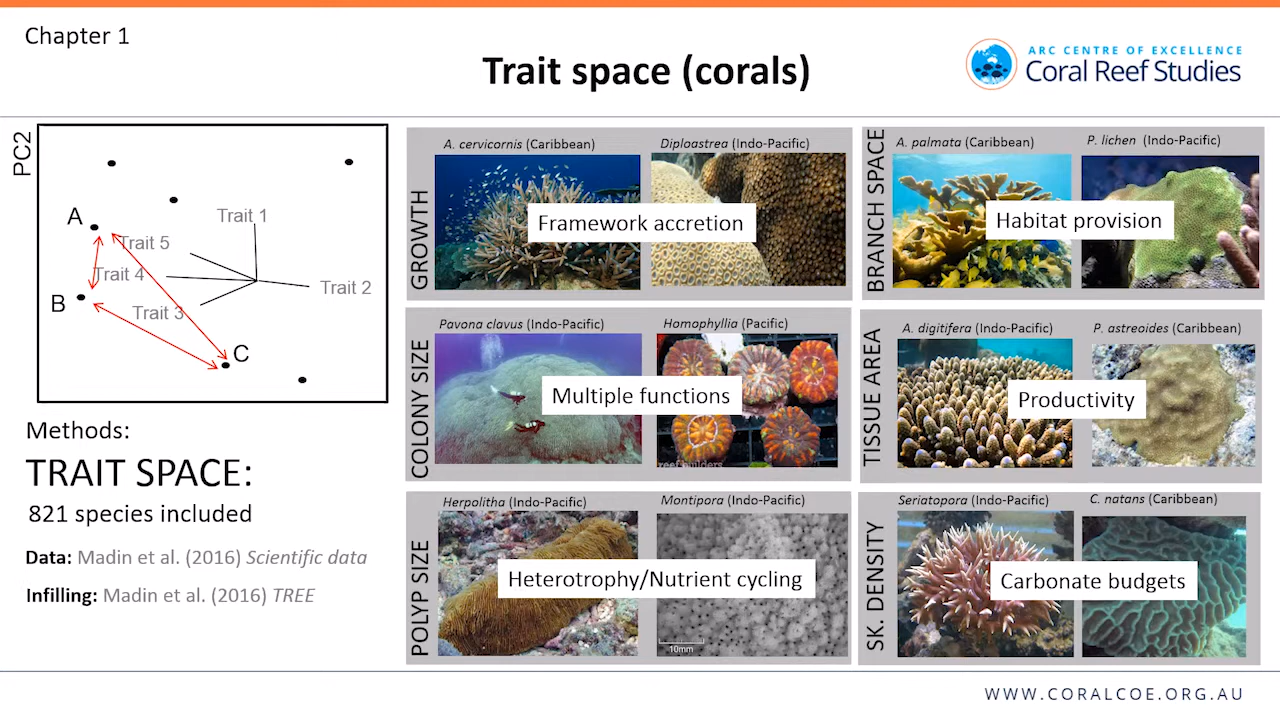 Chapter 1
Trait space (corals)
ARC CENTRE OF EXCELLENCE
Coral Reef Studies
PC2
A
B
C
Trait 1
Trait 5
Trait 4
Trait 2
Trait 3
Methods:
TRAIT SPACE:
821 species included
Data: Madin et al. (2016) Scientific data
Infilling: Madin et al. (2016) TREE
GROWTH
A. cervicornis (Caribbean)
Diploastrea (Indo-Pacific)
Framework accretion
BRANCH SPACE
A. palmata (Caribbean)
P. lichen (Indo-Pacific)
Habitat provision
COLONY SIZE
Pavona clavus (Indo-Pacific)
Homophyllia (Pacific)
Multiple functions
reef builders
TISSUE AREA
A. digitifera (Indo-Pacific)
P. astreoides (Caribbean)
Productivity
POLYP SIZE
Herpolitha (Indo-Pacific)
Montipora (Indo-Pacific)
Heterotrophy/Nutrient cycling
10mm
SK. DENSITY
Seriatopora (Indo-Pacific)
C. natans (Caribbean)
Carbonate budgets
WWW.CORALCOE.ORG.AU